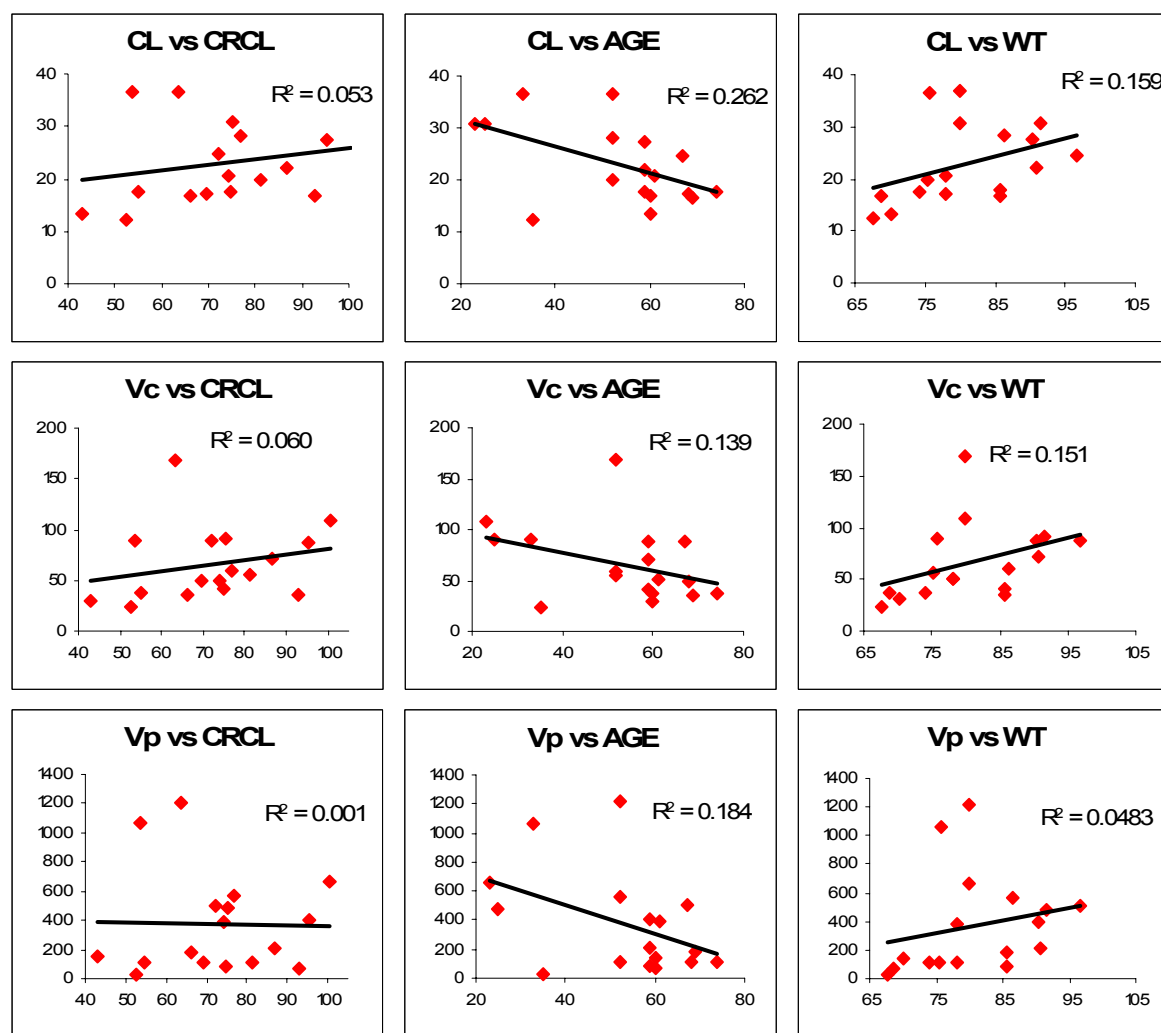 CL vs CRCL
R² = 0.053
40
30
20
10
0
40 50 60 70 80 90 100
CL vs AGE
R² = 0.262
40
30
20
10
0
20 40 60 80
CL vs WT
R² = 0.159
40
30
20
10
0
65 75 85 95 105
Vc vs CRCL
R² = 0.060
200
150
100
50
0
40 50 60 70 80 90 100
Vc vs AGE
R² = 0.139
200
150
100
50
0
20 40 60 80
Vc vs WT
R² = 0.151
200
150
100
50
0
65 75 85 95 105
Vp vs CRCL
R² = 0.001
1400
1200
1000
800
600
400
200
0
40 50 60 70 80 90 100
Vp vs AGE
R² = 0.184
1400
1200
1000
800
600
400
200
0
20 40 60 80
Vp vs WT
R² = 0.0483
1400
1200
1000
800
600
400
200
0
65 75 85 95 105